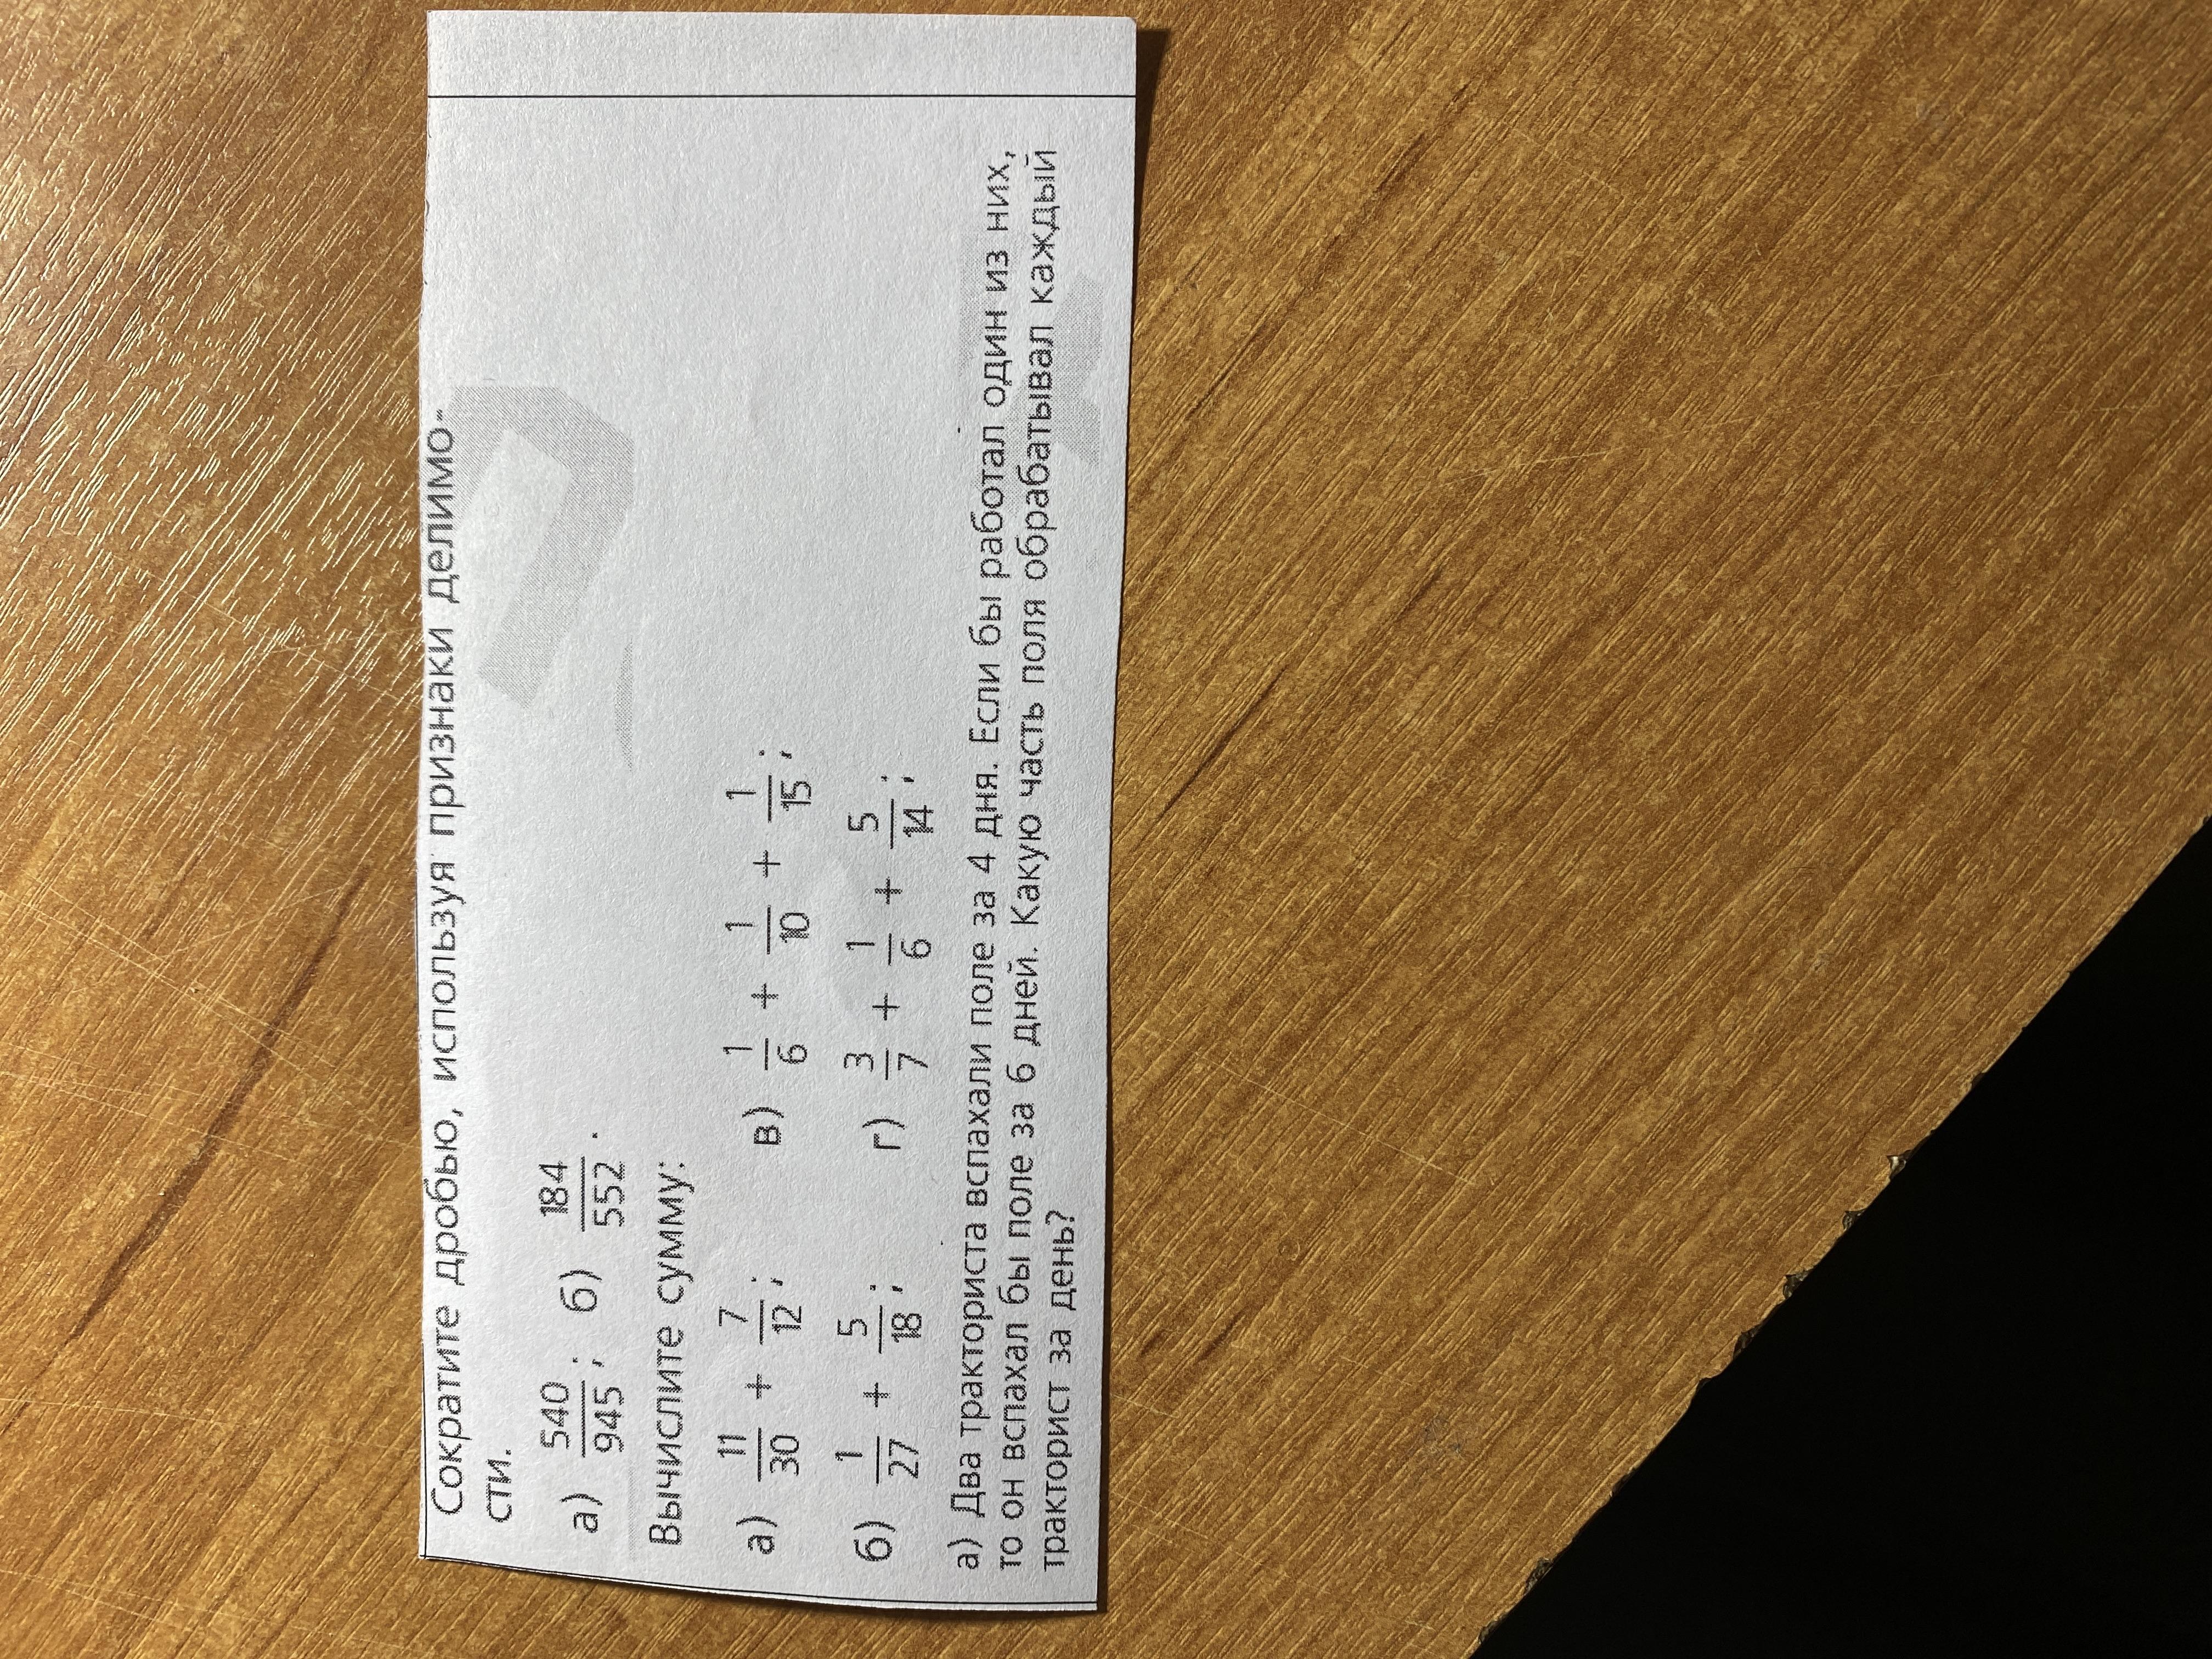 Сократите дробью, используя признаки делимо-
сти.
а) 540/945; б) 184/552.
Вычислите сумму:
а) 11/30 + 7/12; в) 1/6 + 1/10 + 1/15;
б) 1/27 + 5/18; г) 3/7 + 1/6 + 5/14;
а) Два тракториста вспахали поле за 4 дня. Если бы работал один из них,
то он вспахал бы поле за 6 дней. Какую часть поля обрабатывал каждый
тракторист за день?